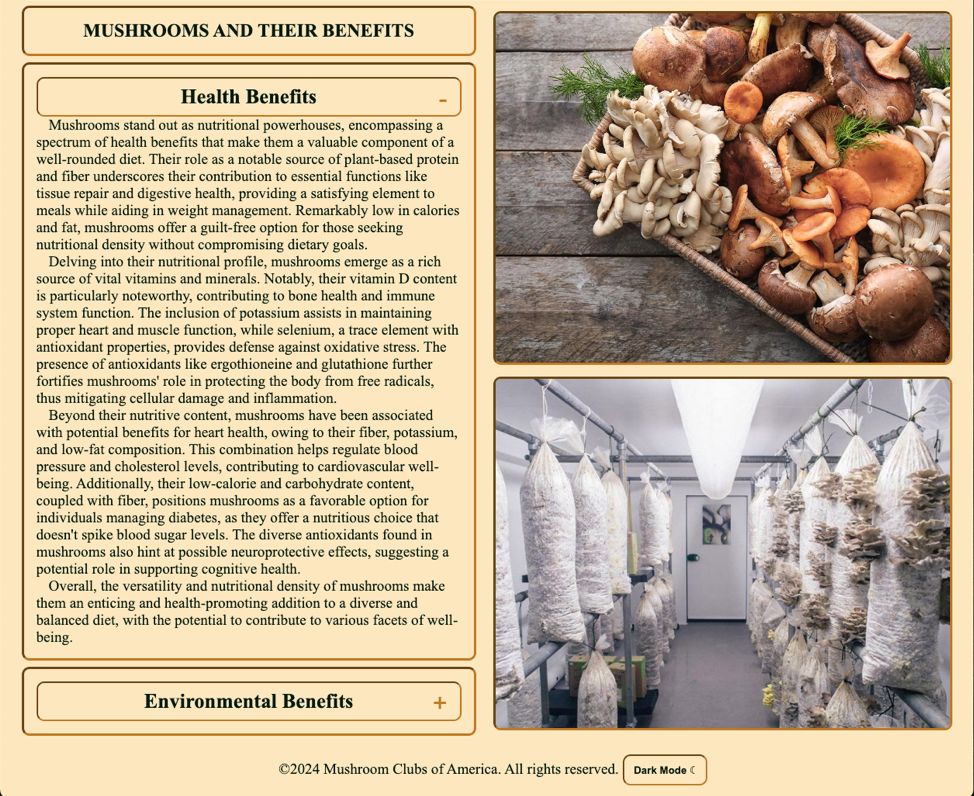 MUSHROOMS AND THEIR BENEFITS
Health Benefits -
Mushrooms stand out as nutritional powerhouses, encompassing a
spectrum of health benefits that make them a valuable component of a
well-rounded diet. Their role as a notable source of plant-based protein
and fiber underscores their contribution to essential functions like
tissue repair and digestive health, providing a satisfying element to
meals while aiding in weight management. Remarkably low in calories
and fat, mushrooms offer a guilt-free option for those seeking
nutritional density without compromising dietary goals.
Delving into their nutritional profile, mushrooms emerge as a rich
source of vital vitamins and minerals. Notably, their vitamin D content
is particularly noteworthy, contributing to bone health and immune
system function. The inclusion of potassium assists in maintaining
proper heart and muscle function, while selenium, a trace element with
antioxidant properties, provides defense against oxidative stress. The
presence of antioxidants like ergothioneine and glutathione further
fortifies mushrooms' role in protecting the body from free radicals,
thus mitigating cellular damage and inflammation.
Beyond their nutritive content, mushrooms have been associated
with potential benefits for heart health, owing to their fiber, potassium,
and low-fat composition. This combination helps regulate blood
pressure and cholesterol levels, contributing to cardiovascular well-
being. Additionally, their low-calorie and carbohydrate content,
coupled with fiber, positions mushrooms as a favorable option for
individuals managing diabetes, as they offer a nutritious choice that
doesn't spike blood sugar levels. The diverse antioxidants found in
mushrooms also hint at possible neuroprotective effects, suggesting a
potential role in supporting cognitive health.
Overall, the versatility and nutritional density of mushrooms make
them an enticing and health-promoting addition to a diverse and
balanced diet, with the potential to contribute to various facets of well-
being.
Environmental Benefits +
©2024 Mushroom Clubs of America. All rights reserved. Dark Mode ☾